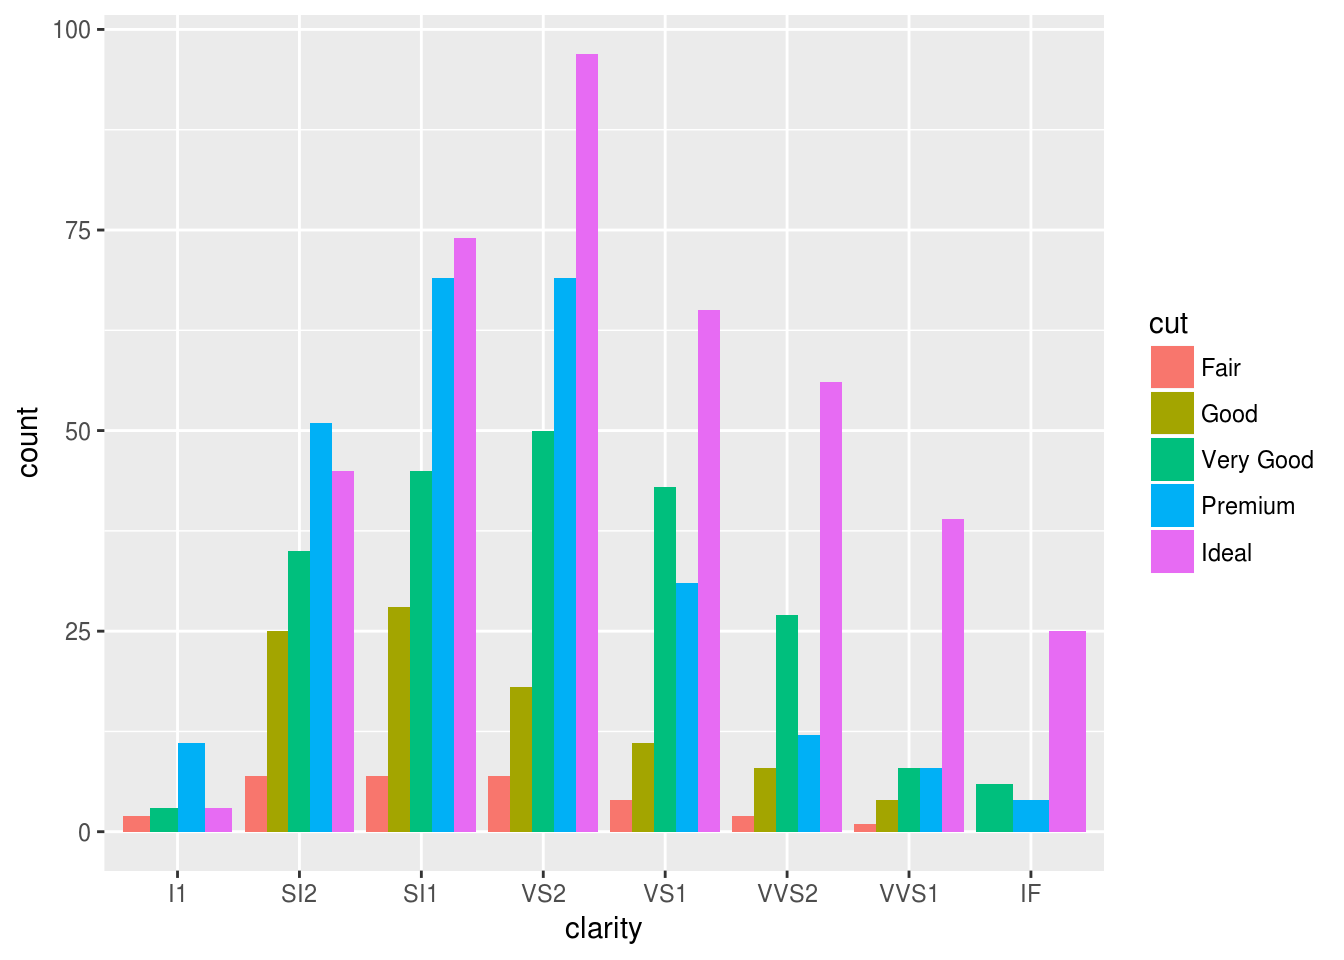 100
75
50
25
0
count
I1 SI2 SI1 VS2 VS1 VVS2 VVS1 IF
clarity
cut
Fair
Good
Very Good
Premium
Ideal